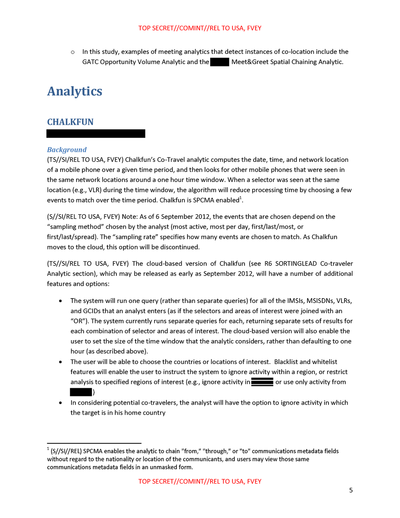 TOP SECRET//COMINT//REL TO USA, FVEY
o In this study, examples of meeting analytics that detect instances of co-location include the
GATC Opportunity Volume Analytic and the Meet&Greet Spatial Chaining Analytic.
Analytics
CHALKFUN
Background
(TS//SI/REL TO USA, FVEY) Chalkfun's Co-Travel analytic computes the date, time, and network location
of a mobile phone over a given time period, and then looks for other mobile phones that were seen in
the same network locations around a one hour time window. When a selector was seen at the same
location (e.g., VLR) during the time window, the algorithm will reduce processing time by choosing a few
events to match over the time period. Chalkfun is SPCMA enabled¹.
(S//SI/REL TO USA, FVEY) Note: As of 6 September 2012, the events that are chosen depend on the
"sampling method" chosen by the analyst (most active, most per day, first/last/most, or
first/last/spread). The "sampling rate" specifies how many events are chosen to match. As Chalkfun
moves to the cloud, this option will be discontinued.
(TS//SI/REL TO USA, FVEY) The cloud-based version of Chalkfun (see R6 SORTINGLEAD Co-traveler
Analytic section), which may be released as early as September 2012, will have a number of additional
features and options:
• The system will run one query (rather than separate queries) for all of the IMSIs, MSISDNs, VLRs,
and GCIDs that an analyst enters (as if the selectors and areas of interest were joined with an
"OR"). The system currently runs separate queries for each, returning separate sets of results for
each combination of selector and areas of interest. The cloud-based version will also enable the
user to set the size of the time window that the analytic considers, rather than defaulting to one
hour (as described above).
• The user will be able to choose the countries or locations of interest. Blacklist and whitelist
features will enable the user to instruct the system to ignore activity within a region, or restrict
analysis to specified regions of interest (e.g., ignore activity in or use only activity from
)
• In considering potential co-travelers, the analyst will have the option to ignore activity in which
the target is in his home country
¹ (S//SI//REL) SPCMA enables the analytic to chain "from," "through," or "to" communications metadata fields
without regard to the nationality or location of the communicants, and users may view those same
communications metadata fields in an unmasked form.
TOP SECRET//COMINT//REL TO USA, FVEY
5